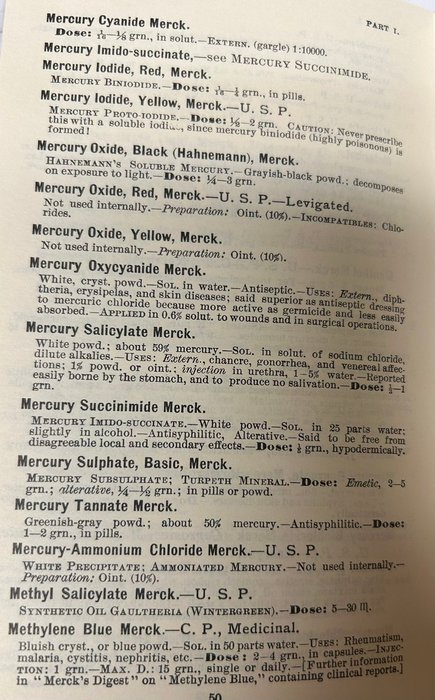 PART I.
Mercury Cyanide Merck.
Dose: 1/16–1/8 grn., in solut.—EXTERN. (gargle) 1:10000.
Mercury Imido-succinate,—see MERCURY SUCCINIMIDE.
Mercury Iodide, Red, Merck.
MERCURY BINIODIDE.—Dose: grn., in pills.
Mercury Iodide, Yellow, Merck.—U. S. P.
MERCURY PROTO-IODIDE.—Dose: –2 grn. CAUTION: Never prescribe
this with a soluble since mercury biniodide (highly poisonous) is
formed!
Mercury Oxide, Black (Hahnemann), Merck.
HAHNEMANN'S SOLUBLE MERCURY.—Grayish-black powd.; decomposes
on exposure to light.—Dose: ¼–3 grn.
Mercury Oxide, Red, Merck.—U. S. P.—Levigated.
Not used internally.—Preparation: Oint. (10%).—INCOMPATIBLES: Chlo-
rides.
Mercury Oxide, Yellow, Merck.
Not used internally.—Preparation: Oint. (10%).
Mercury Oxycyanide Merck.
White, cryst. powd.—SOL. in water.—Antiseptic.—USES: Extern., diph-
theria, erysipelas, and skin diseases; said superior as antiseptic dressing
to mercuric chloride because more active as germicide and less easily
absorbed.—APPLIED in 0.6% solut. to wounds and in surgical operations.
Mercury Salicylate Merck.
White powd.; about 59% mercury.—SOL. in solut. of sodium chloride,
dilute alkalies.—USES: Extern., chancre, gonorrhea, and venereal affec-
tions; 1% powd. or oint.; injection in urethra, 1–5% water.—Reported
easily borne by the stomach, and to produce no salivation.—Dose: –1
grn.
Mercury Succinimide Merck.
MERCURY IMIDO-SUCCINATE.—White powd.—SOL. in 25 parts water;
slightly in alcohol.—Antisyphilitic, Alterative.—Said to be free from
disagreeable local and secondary effects.—Dose: grn., hypodermically.
Mercury Sulphate, Basic, Merck.
MERCURY SUBSULPHATE; TURPETH MINERAL.—Dose: Emetic, 2–5
grn.; alterative, ¼–½ grn.; in pills or powd.
Mercury Tannate Merck.
Greenish-gray powd.; about 50% mercury.—Antisyphilitic.—Dose:
1–2 grn., in pills.
Mercury-Ammonium Chloride Merck.—U. S. P.
WHITE PRECIPITATE; AMMONIATED MERCURY.—Not used internally.—
Preparation: Oint. (10%).
Methyl Salicylate Merck.—U. S. P.
SYNTHETIC OIL GAULTHERIA (WINTERGREEN).—Dose: 5–30 ♏.
Methylene Blue Merck.—C. P., Medicinal.
Bluish cryst., or blue powd.—SOL. in 50 parts water.—USES: Rheumatism,
malaria, cystitis, nephritis, etc.—Dose: 2–4 grn., in capsules.—INJEC-
TION: 1 grn.—MAX. D.: 15 grn., single or daily.—[Further information
in "Merck's Digest" on "Methylene Blue," containing clinical reports.]
50